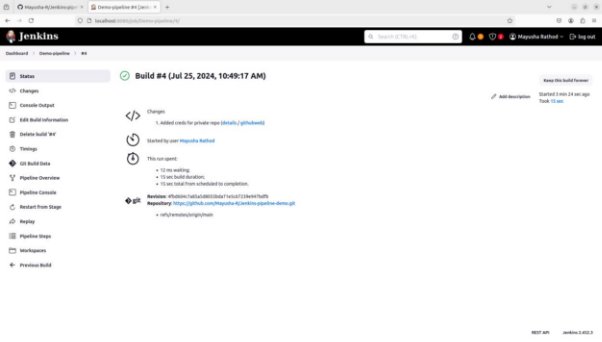 Mayusha-R/Jenkins-pipe
Demo-pipeline #4 [Jenk
localhost:8080/job/Demo-pipeline/4/
Jenkins
Search (CTRL+K)
Mayusha Rathod
log out
Dashboard > Demo-pipeline > #4
Status
Changes
Console Output
Edit Build Information
Delete build '#4'
Timings
Git Build Data
Pipeline Overview
Pipeline Console
Restart from Stage
Replay
Pipeline Steps
Workspaces
Previous Build
Build #4 (Jul 25, 2024, 10:49:17 AM)
Keep this build forever
Add description
Started 3 min 24 sec ago
Took 15 sec
Changes
1. Added creds for private repo (details / githubweb)
Started by user Mayusha Rathod
This run spent:
12 ms waiting;
15 sec build duration;
15 sec total from scheduled to completion.
git
Revision:
Repository: https://github.com/Mayusha-R/Jenkins-pipeline-demo.git
refs/remotes/origin/main
REST API
Jenkins 2.452.3